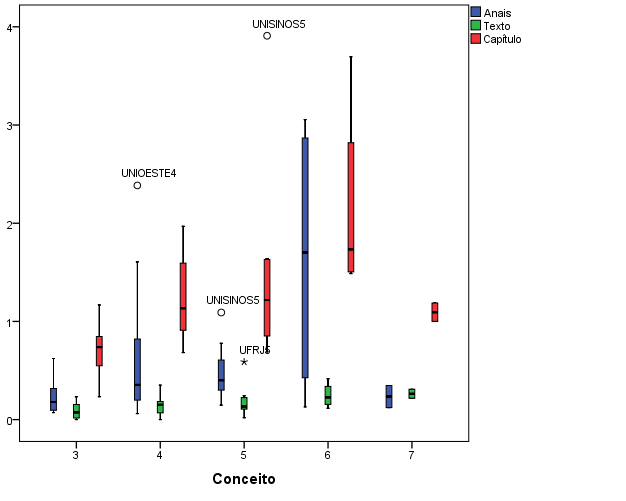 UNISINOS5
Anais
Texto
Capítulo
4
3
UNIOESTE4
2
UNISINOS5
1
UFRJ5
0
3 4 5 6 7
Conceito